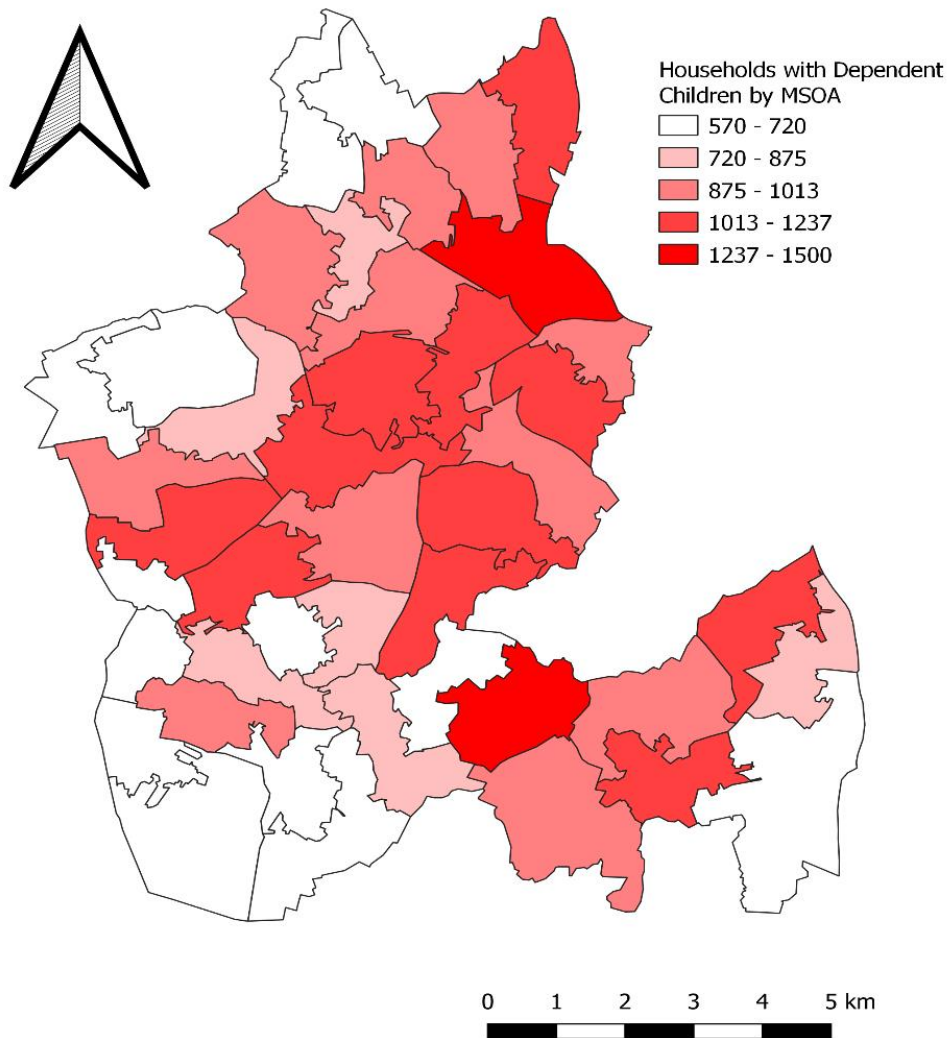 Households with Dependent
Children by MSOA
570 - 720
720 - 875
875 - 1013
1013 - 1237
1237 - 1500
0 1 2 3 4 5 km